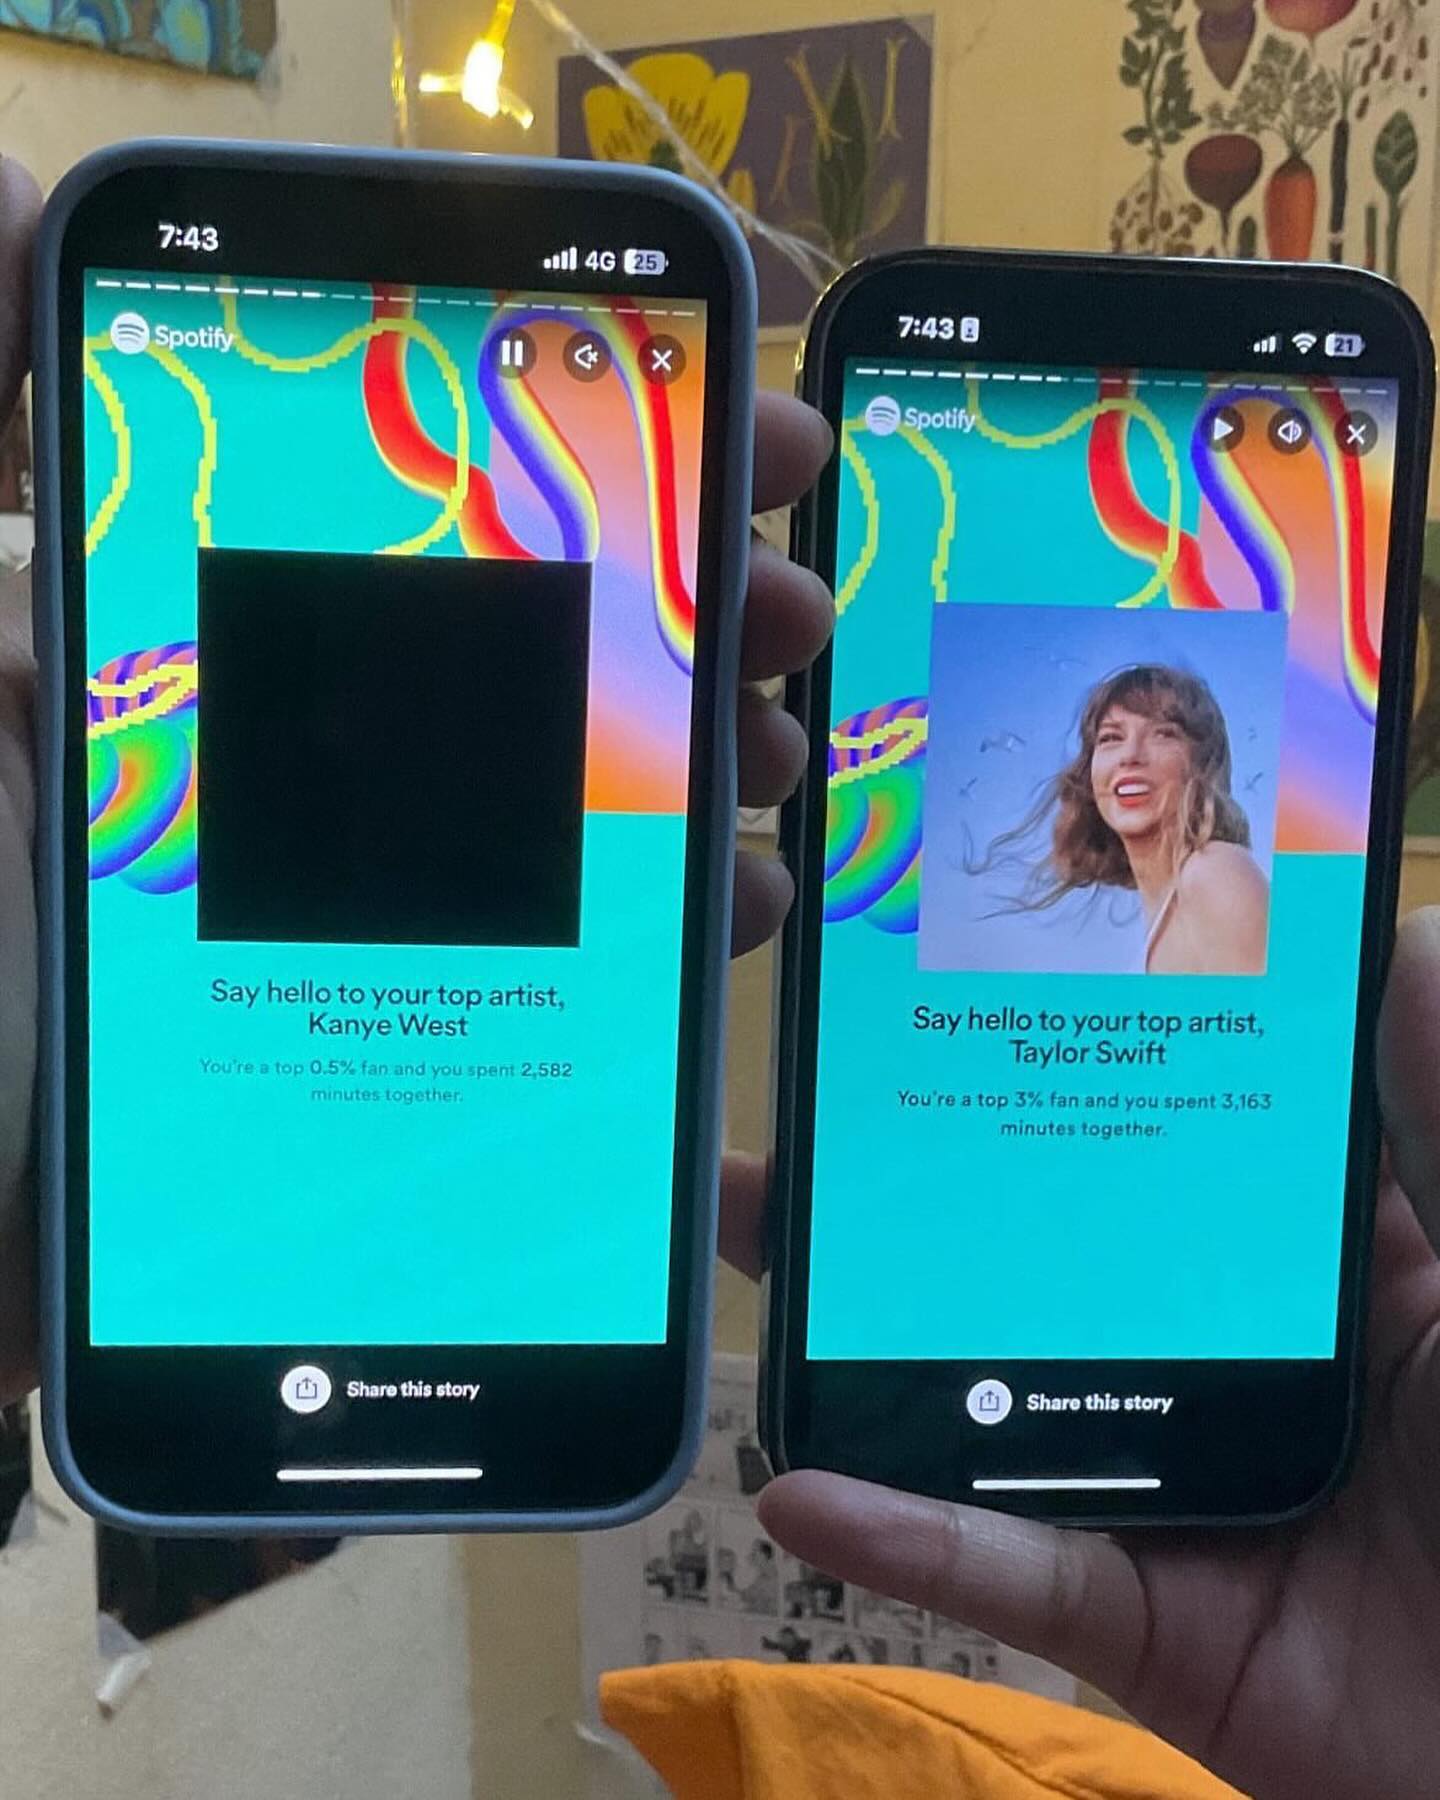 7:43
4G 25
Spotify
Say hello to your top artist,
Kanye West
You're a top 0.5% fan and you spent 2,582
minutes together.
Share this story
7:43
21
Spotify
Say hello to your top artist,
Taylor Swift
You're a top 3% fan and you spent 3,163
minutes together.
Share this story